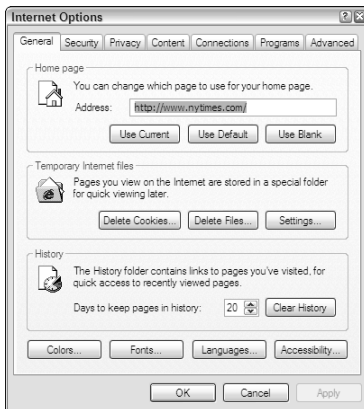 Internet Options
General Security Privacy Content Connections Programs Advanced
Home page
You can change which page to use for your home page.
Address: http://www.nytimes.com/
Use Current Use Default Use Blank
Temporary Internet files
Pages you view on the Internet are stored in a special folder
for quick viewing later.
Delete Cookies... Delete Files... Settings...
History
The History folder contains links to pages you've visited, for
quick access to recently viewed pages.
Days to keep pages in history: 20 Clear History
Colors... Fonts... Languages... Accessibility...
OK Cancel Apply